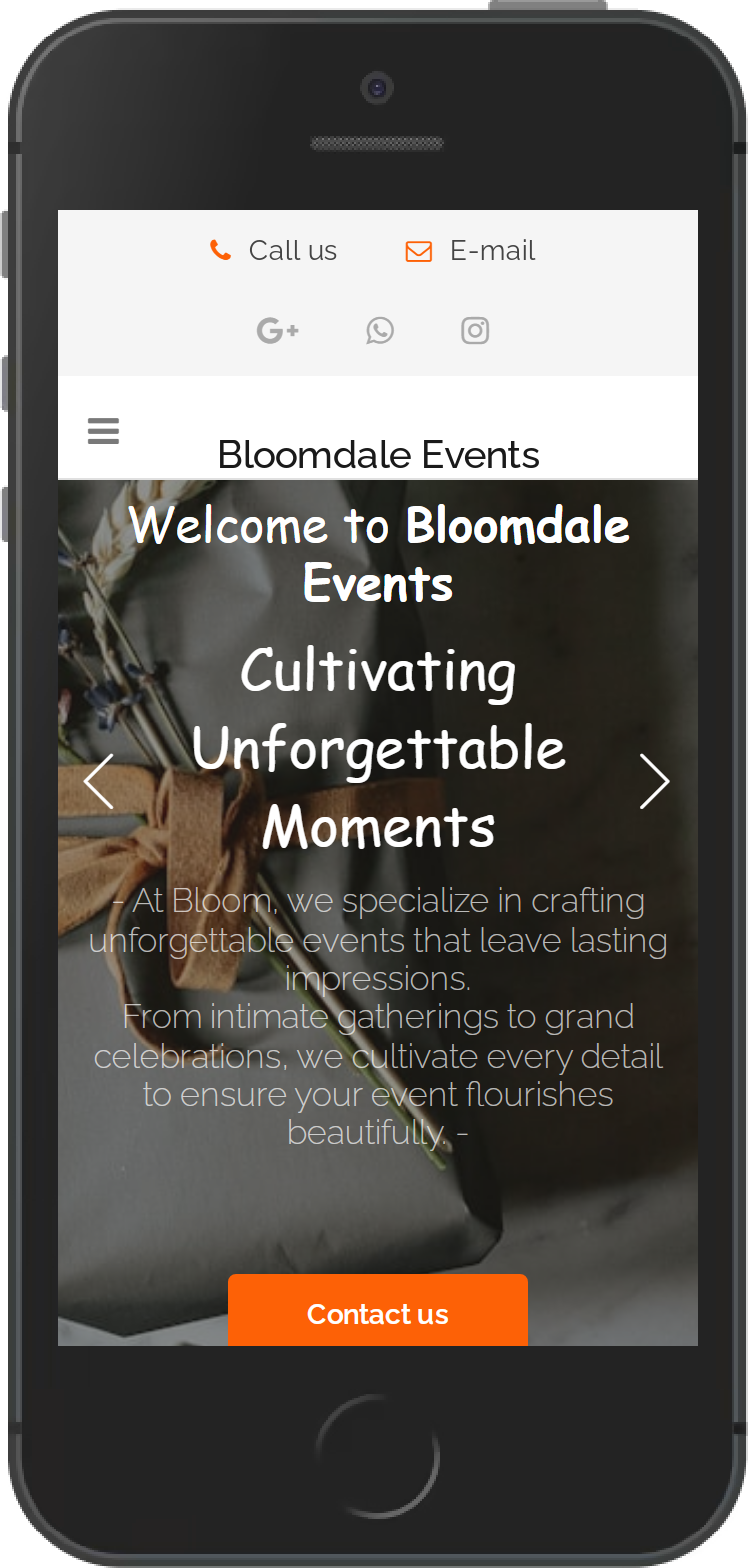 Call us E-mail
G+
Bloomdale Events
Welcome to Bloomdale
Events
Cultivating
Unforgettable
Moments
- At Bloom, we specialize in crafting
unforgettable events that leave lasting
impressions.
From intimate gatherings to grand
celebrations, we cultivate every detail
to ensure your event flourishes
beautifully. -
Contact us